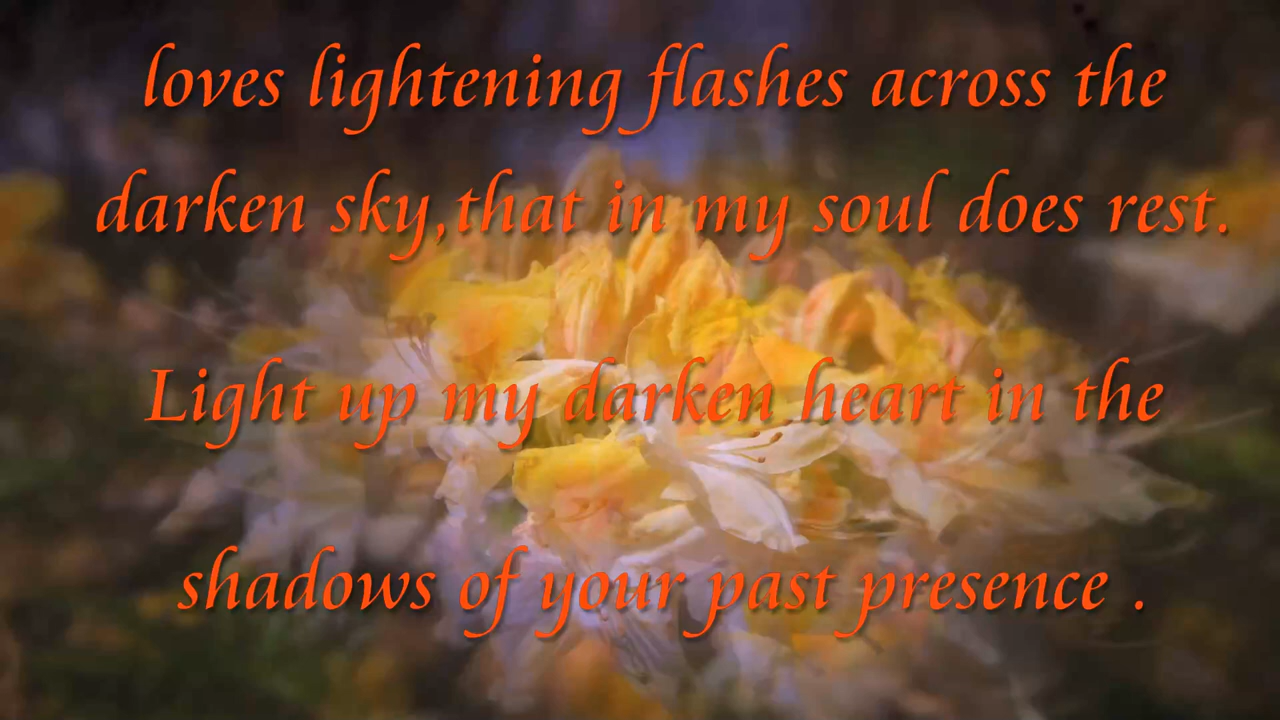 loves lightening flashes across the
darken sky,that in my soul does rest.
Light up my darken heart in the
shadows of your past presence .